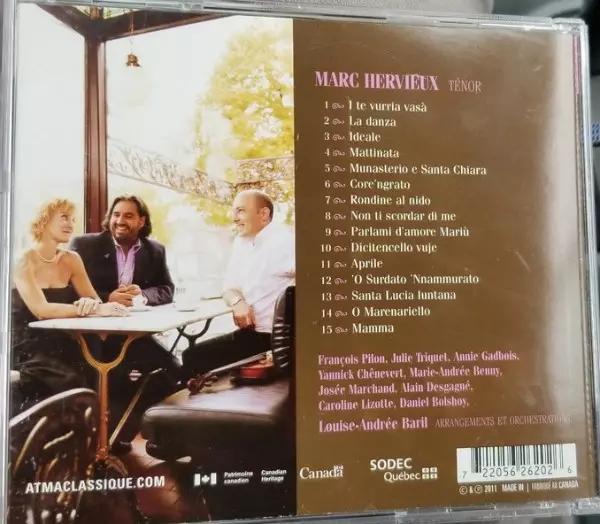 MARC HERVIEUX TÉNOR
1 I te vurria vasà
2 La danza
3 Ideale
4 Mattinata
5 Munasterio e Santa Chiara
6 Core'ngrato
7 Rondine al nido
8 Non ti scordar di me
9 Parlami d'amore Mariù
10 Dicitencello vuje
11 Aprile
12 'O Surdato 'Nnammurato
13 Santa Lucia luntana
14 O Marenariello
15 Mamma
François Pilon, Julie Triquet, Annie Gadbois,
Yannick Chênevert, Marie-Andrée Benny,
Josée Marchand, Alain Desgagné,
Caroline Lizotte, Daniel Bolshoy,
Louise-Andrée Baril ARRANGEMENTS ET ORCHESTRATIONS
ATMACLASSIQUE.COM
Patrimoine canadien
Canadian Heritage
Canada
SODEC
Québec
7 22056 26202 6
© & ℗ 2011 MADE IN | FABRIQUÉ AU CANADA